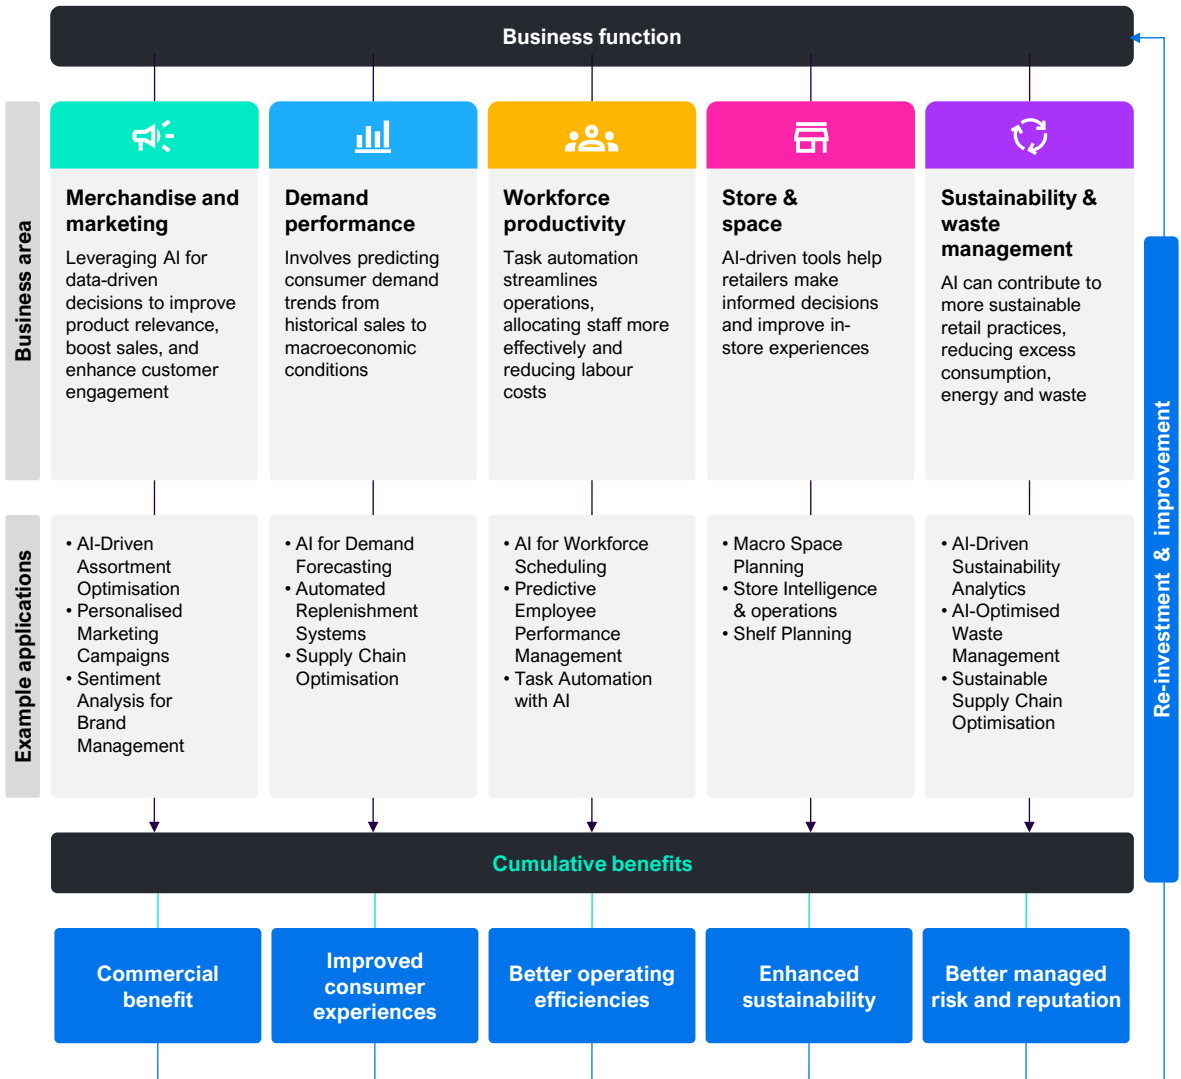 Business function
Business area
Merchandise and
marketing
Leveraging AI for
data-driven
decisions to improve
product relevance,
boost sales, and
enhance customer
engagement
Demand
performance
Involves predicting
consumer demand
trends from
historical sales to
macroeconomic
conditions
Workforce
productivity
Task automation
streamlines
operations,
allocating staff more
effectively and
reducing labour
costs
Store &
space
AI-driven tools help
retailers make
informed decisions
and improve in-
store experiences
Sustainability &
waste
management
AI can contribute to
more sustainable
retail practices,
reducing excess
consumption,
energy and waste
Example applications
• AI-Driven
Assortment
Optimisation
• Personalised
Marketing
Campaigns
• Sentiment
Analysis for
Brand
Management
• AI for Demand
Forecasting
• Automated
Replenishment
Systems
• Supply Chain
Optimisation
• AI for Workforce
Scheduling
• Predictive
Employee
Performance
Management
• Task Automation
with AI
• Macro Space
Planning
• Store Intelligence
& operations
• Shelf Planning
• AI-Driven
Sustainability
Analytics
• AI-Optimised
Waste
Management
• Sustainable
Supply Chain
Optimisation
Re-investment & improvement
Cumulative benefits
Commercial
benefit
Improved
consumer
experiences
Better operating
efficiencies
Enhanced
sustainability
Better managed
risk and reputation